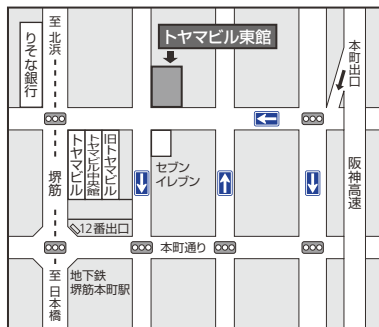 至
北浜
りそな銀行
トヤマビル東館
本町出口
トヤマビル
トヤマビル中央館
旧トヤマビル
セブン
イレブン
堺筋
阪神高速
12番出口
本町通り
至
日本橋
地下鉄
堺筋本町駅